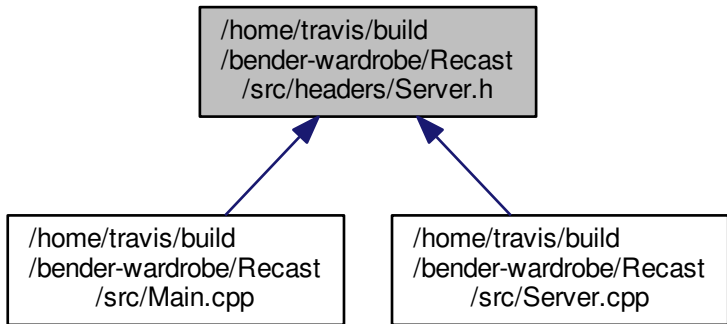 /home/travis/build
/bender-wardrobe/Recast
/src/headers/Server.h
/home/travis/build
/bender-wardrobe/Recast
/src/Main.cpp
/home/travis/build
/bender-wardrobe/Recast
/src/Server.cpp